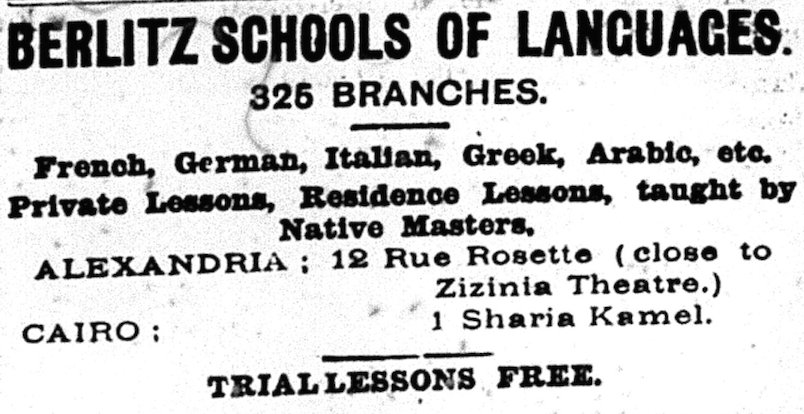 BERLITZ SCHOOLS OF LANGUAGES.
325 BRANCHES.
French, German, Italian, Greek, Arabic, etc.
Private Lessons, Residence Lessons, taught by
Native Masters.
ALEXANDRIA ; 12 Rue Rosette (close to
Zizinia Theatre.)
CAIRO ; 1 Sharia Kamel.
TRIAL LESSONS FREE.